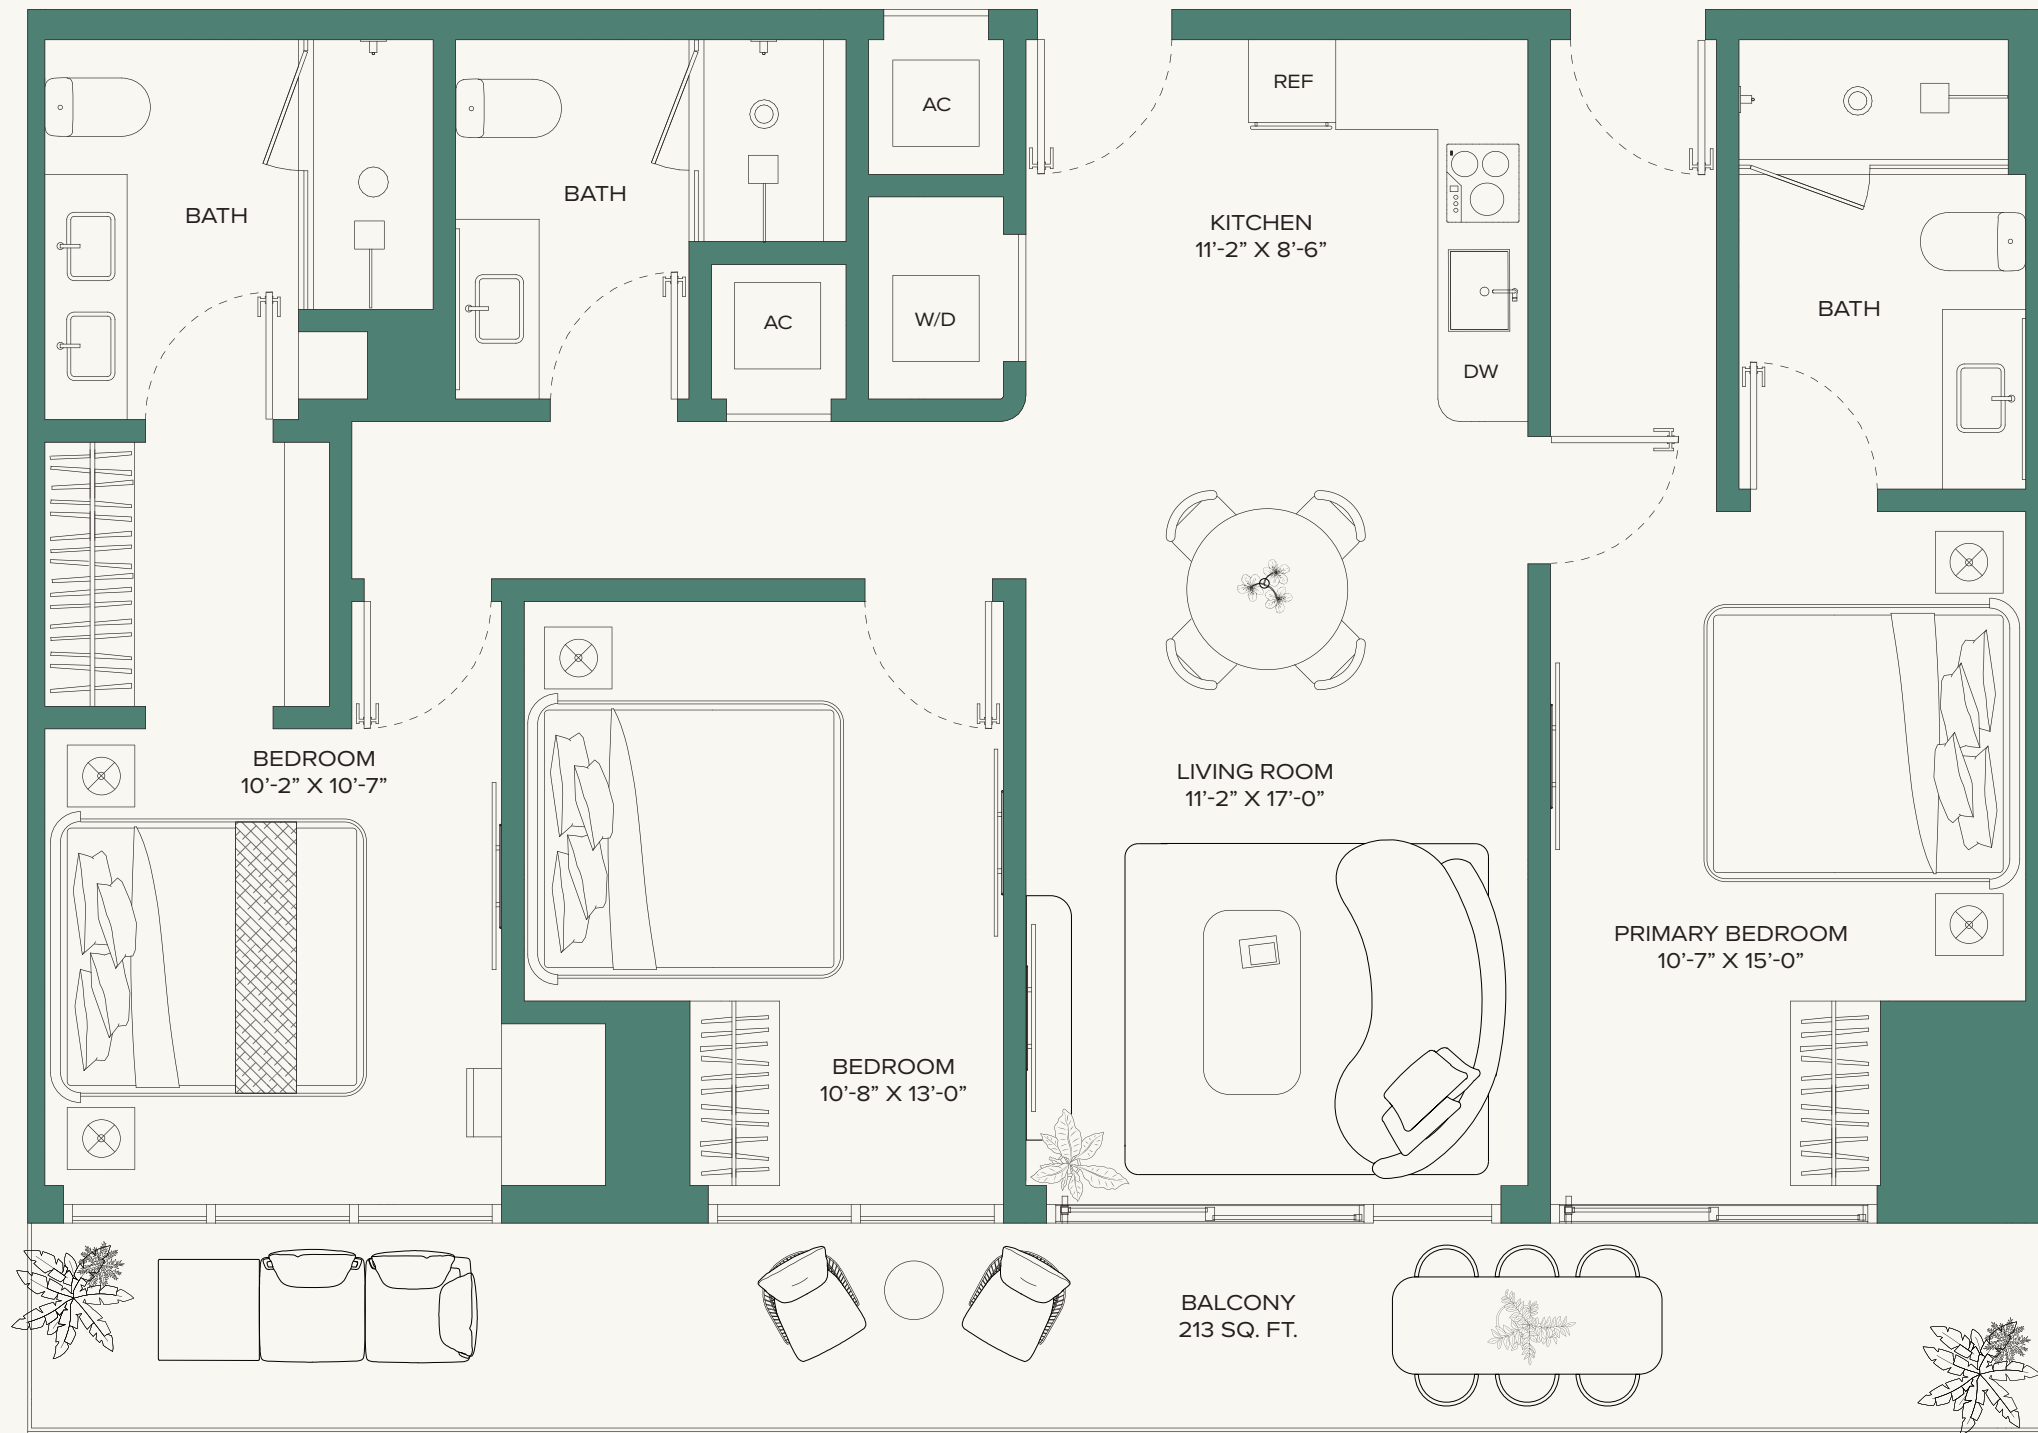 REF
AC
BATH
BATH
KITCHEN
11’-2” X 8’-6”
AC
W/D
BATH
DW
BEDROOM
10’-2” X 10’-7”
LIVING ROOM
11’-2” X 17’-0”
PRIMARY BEDROOM
10’-7” X 15’-0”
BEDROOM
10’-8” X 13’-0”
BALCONY
213 SQ. FT.